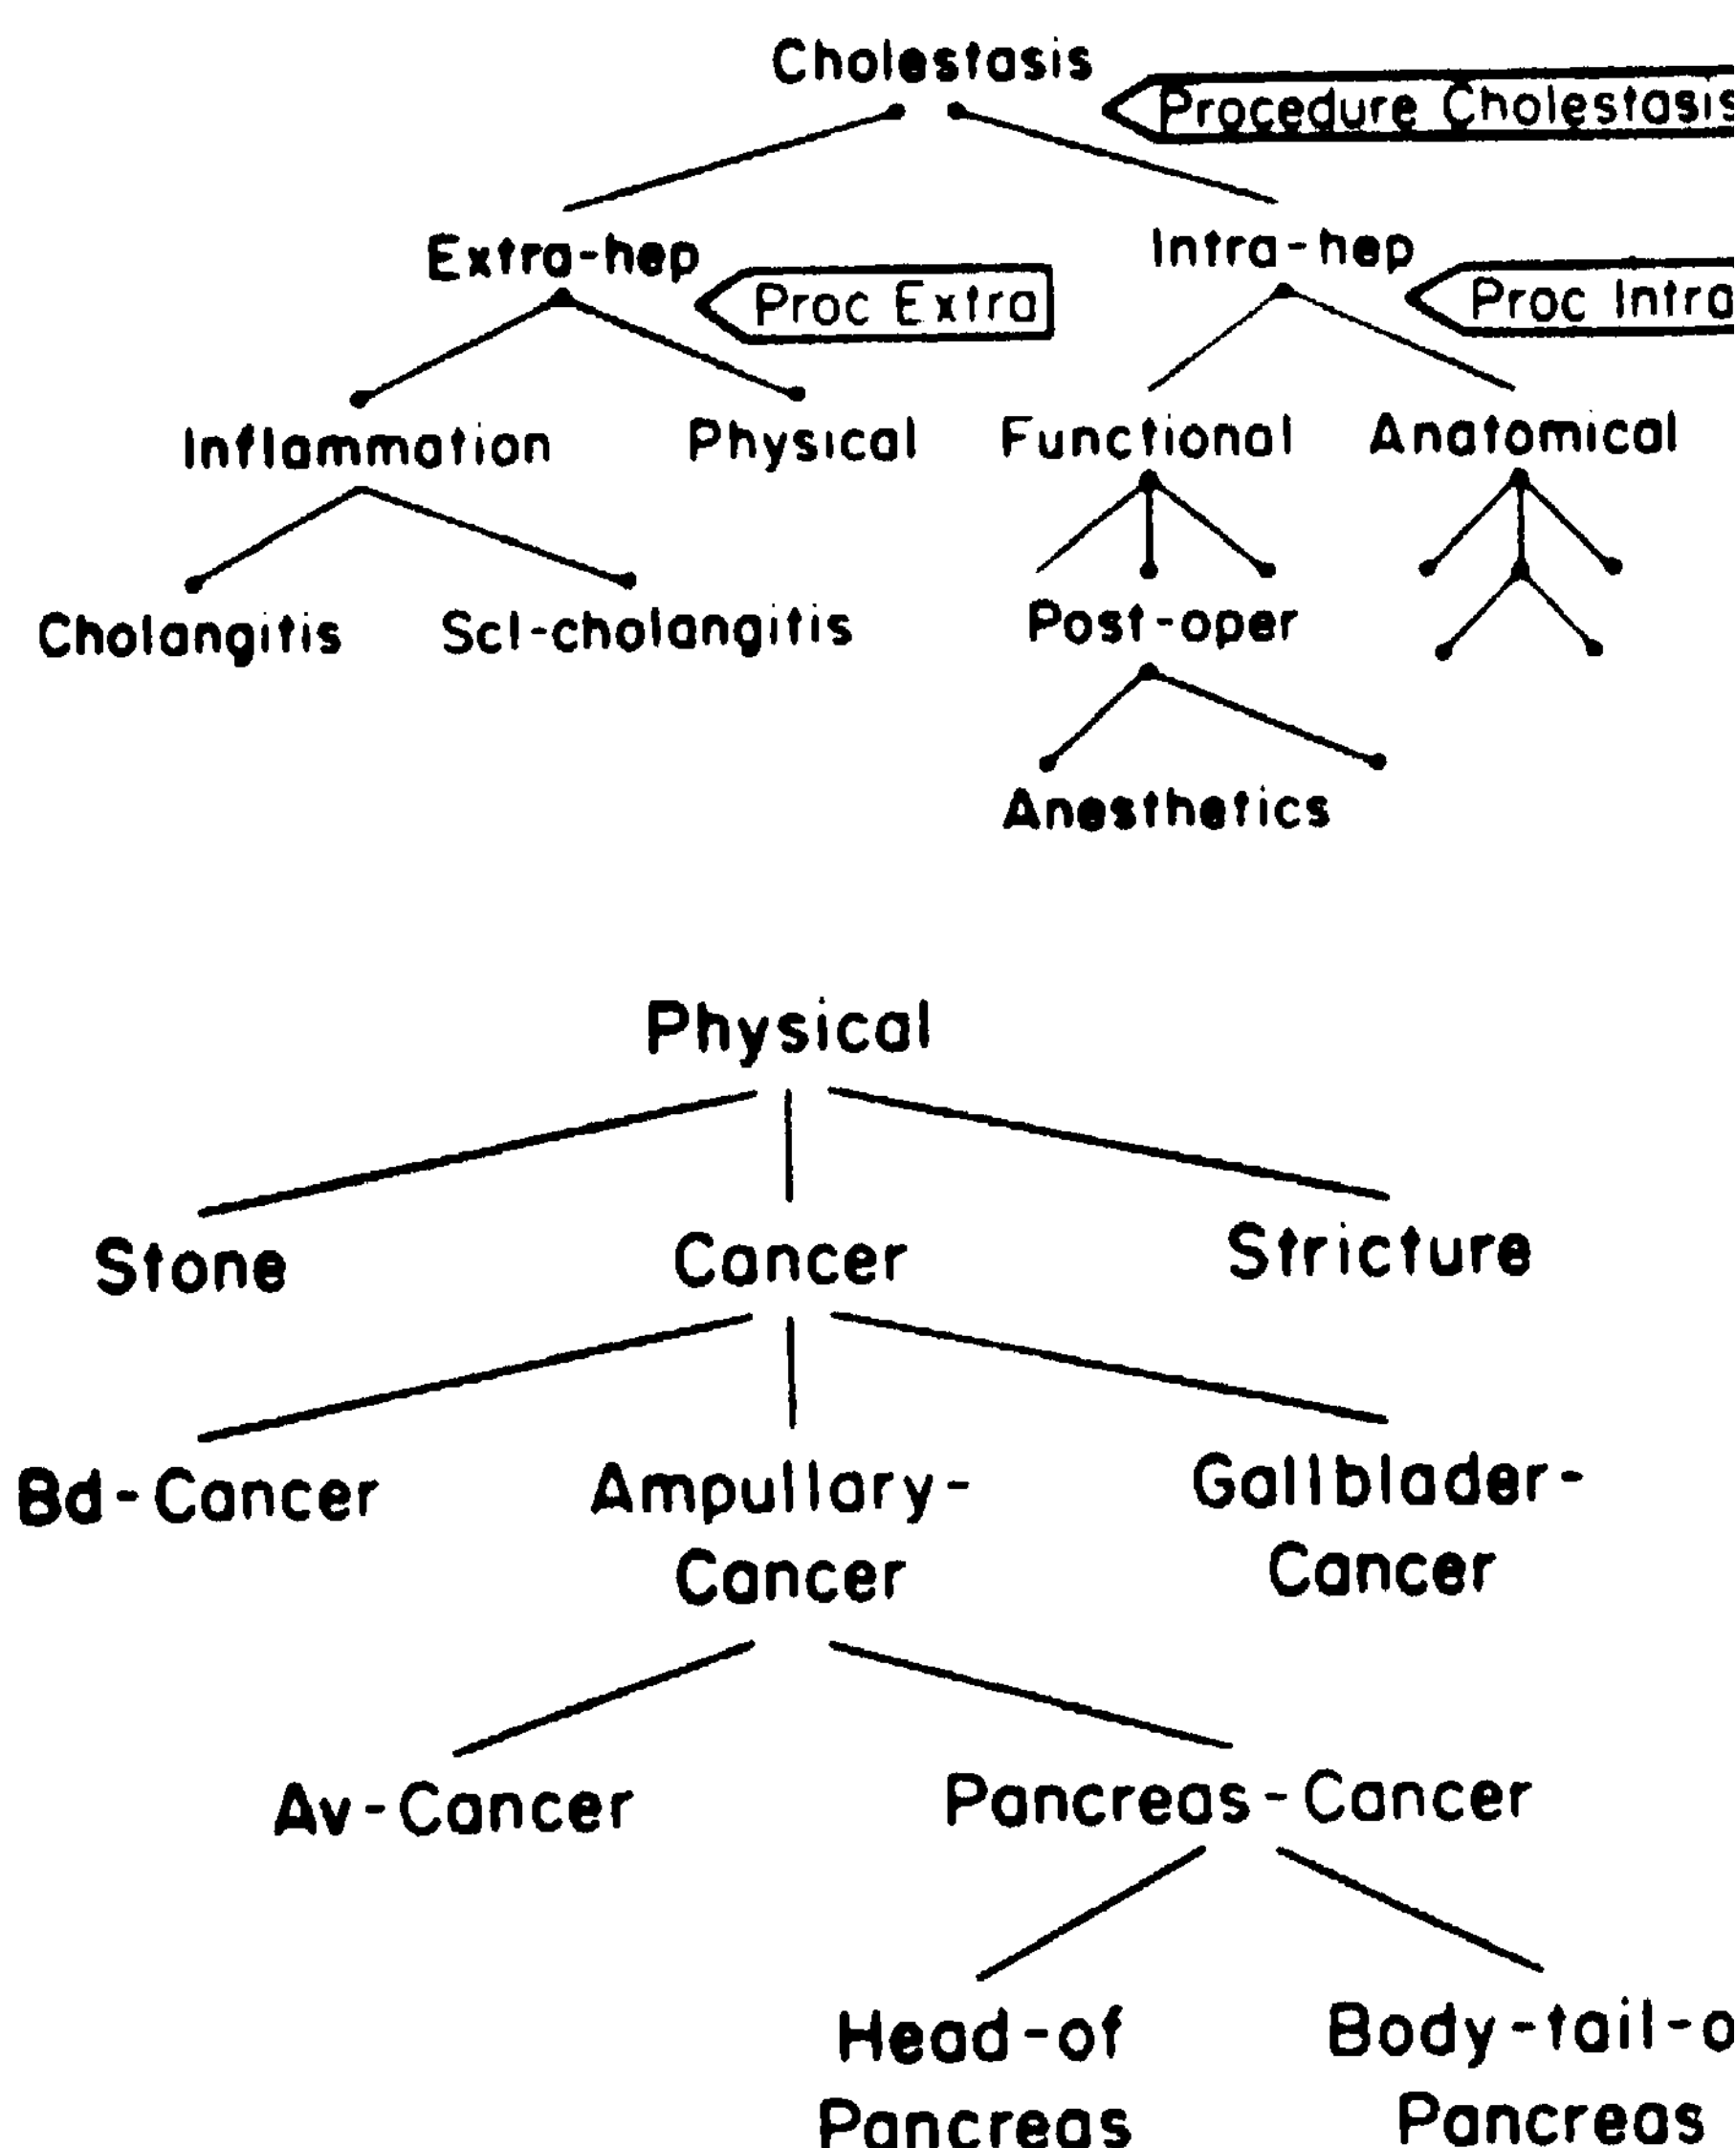 Cholestasis
Procedure Cholestasis
Extra-hep
Intra-hep
Proc Extra
Proc Intra
Inflammation
Physical
Functional
Anatomical
Cholangitis
Scl-cholangitis
Post-oper
Anesthetics
Physical
Stone
Cancer
Stricture
Bd-Cancer
Ampullary-
Cancer
Gallblader-
Cancer
Av-Cancer
Pancreas-Cancer
Head-of
Pancreas
Body-tail-o
Pancreas